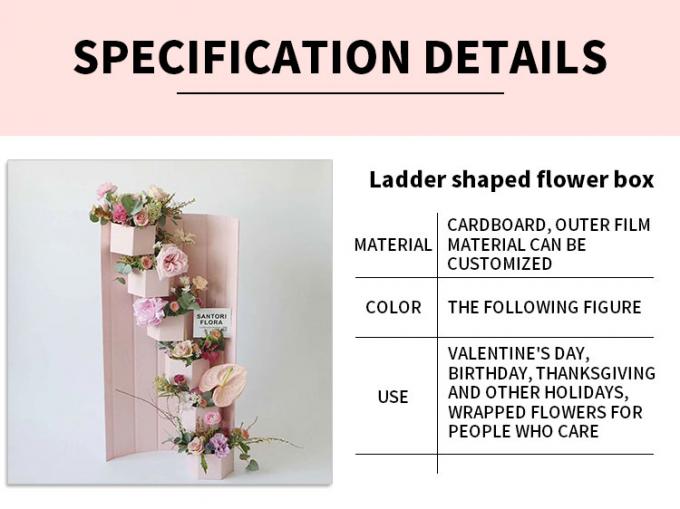 SPECIFICATION DETAILS
SANTORI
FLORA
Ladder shaped flower box
MATERIAL
CARDBOARD, OUTER FILM
MATERIAL CAN BE
CUSTOMIZED
COLOR
THE FOLLOWING FIGURE
USE
VALENTINE'S DAY,
BIRTHDAY, THANKSGIVING
AND OTHER HOLIDAYS,
WRAPPED FLOWERS FOR
PEOPLE WHO CARE